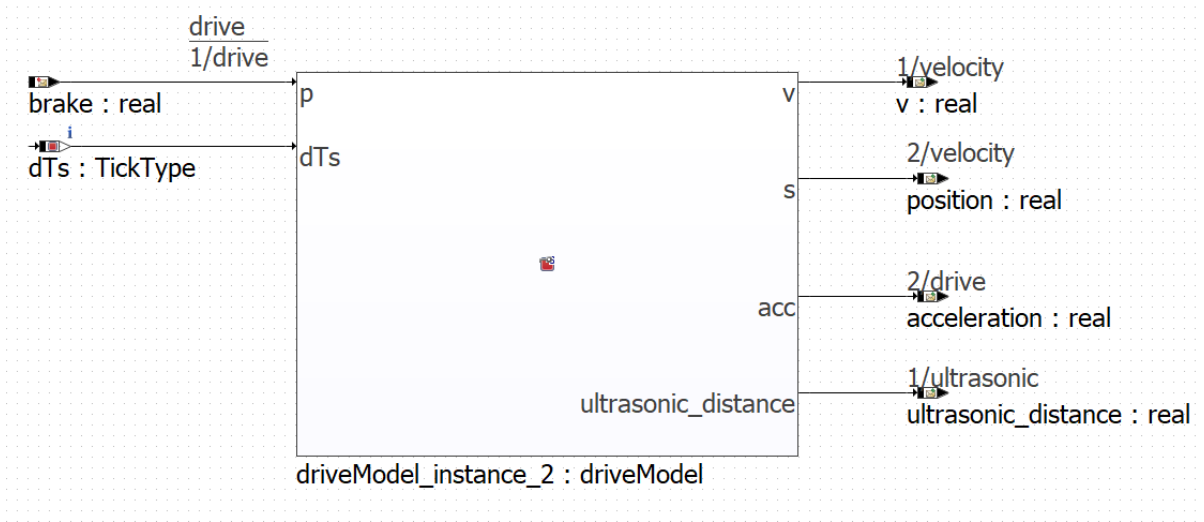 drive
1/drive
brake : real
i
dTs : TickType
p
dTs
v
s
acc
ultrasonic_distance
1/velocity
v : real
2/velocity
position : real
2/drive
acceleration : real
1/ultrasonic
ultrasonic_distance : real
driveModel_instance_2 : driveModel